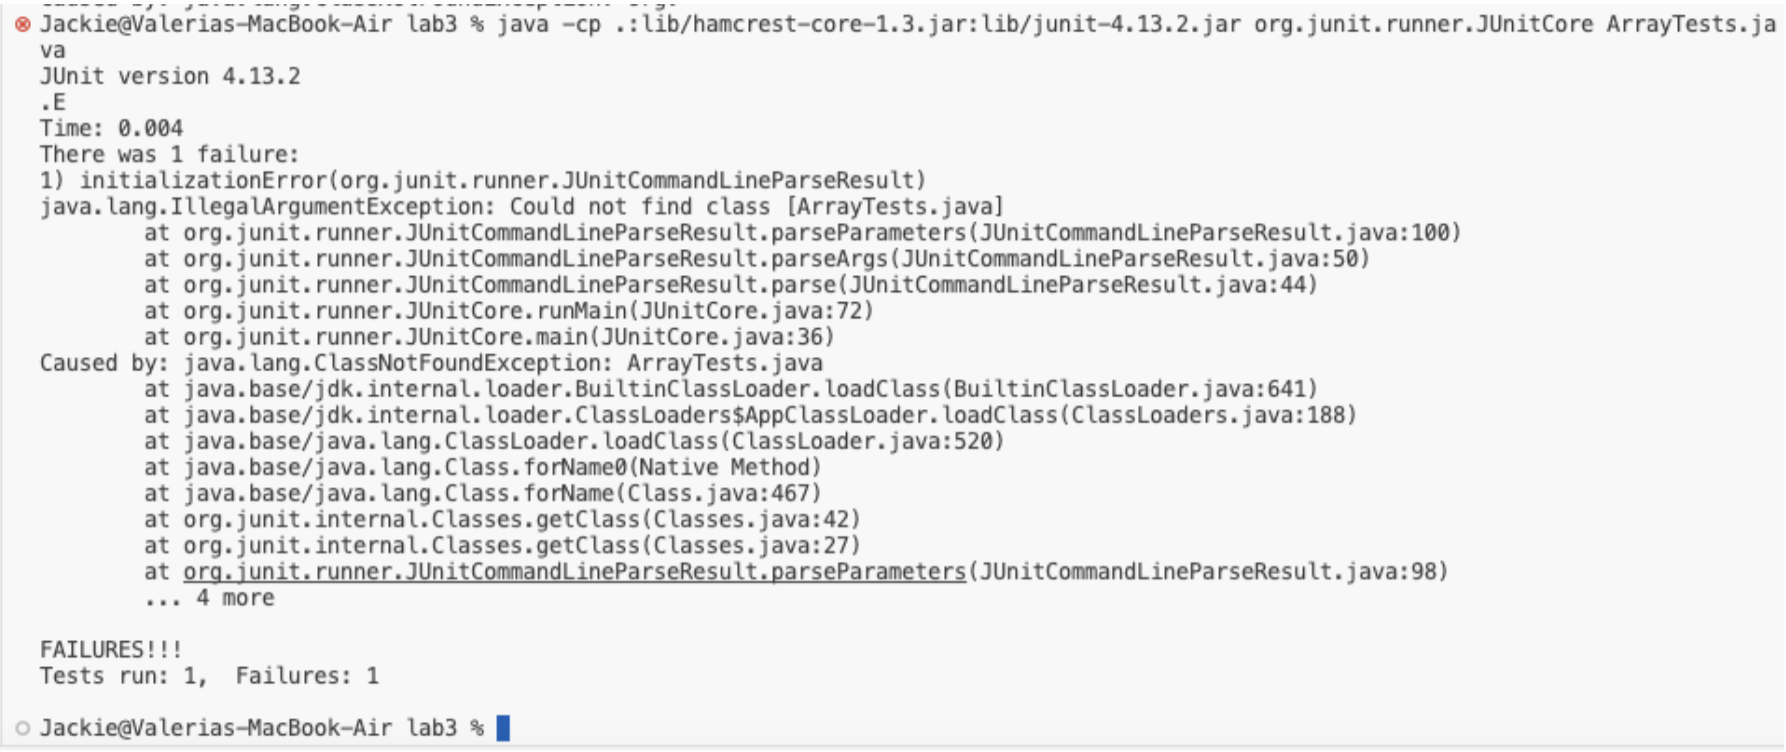 Jackie@Valerias-MacBook-Air lab3 % java -cp .:lib/hamcrest-core-1.3.jar:lib/junit-4.13.2.jar org.junit.runner.JUnitCore ArrayTests.ja
va
JUnit version 4.13.2
.E
Time: 0.004
There was 1 failure:
1) initializationError(org.junit.runner.JUnitCommandLineParseResult)
java.lang.IllegalArgumentException: Could not find class [ArrayTests.java]
at org.junit.runner.JUnitCommandLineParseResult.parseParameters(JUnitCommandLineParseResult.java:100)
at org.junit.runner.JUnitCommandLineParseResult.parseArgs(JUnitCommandLineParseResult.java:50)
at org.junit.runner.JUnitCommandLineParseResult.parse(JUnitCommandLineParseResult.java:44)
at org.junit.runner.JUnitCore.runMain(JUnitCore.java:72)
at org.junit.runner.JUnitCore.main(JUnitCore.java:36)
Caused by: java.lang.ClassNotFoundException: ArrayTests.java
at java.base/jdk.internal.loader.BuiltinClassLoader.loadClass(BuiltinClassLoader.java:641)
at java.base/jdk.internal.loader.ClassLoaders$AppClassLoader.loadClass(ClassLoaders.java:188)
at java.base/java.lang.ClassLoader.loadClass(ClassLoader.java:520)
at java.base/java.lang.Class.forName0(Native Method)
at java.base/java.lang.Class.forName(Class.java:467)
at org.junit.internal.Classes.getClass(Classes.java:42)
at org.junit.internal.Classes.getClass(Classes.java:27)
at org.junit.runner.JUnitCommandLineParseResult.parseParameters(JUnitCommandLineParseResult.java:98)
... 4 more
FAILURES!!!
Tests run: 1,  Failures: 1
Jackie@Valerias-MacBook-Air lab3 %